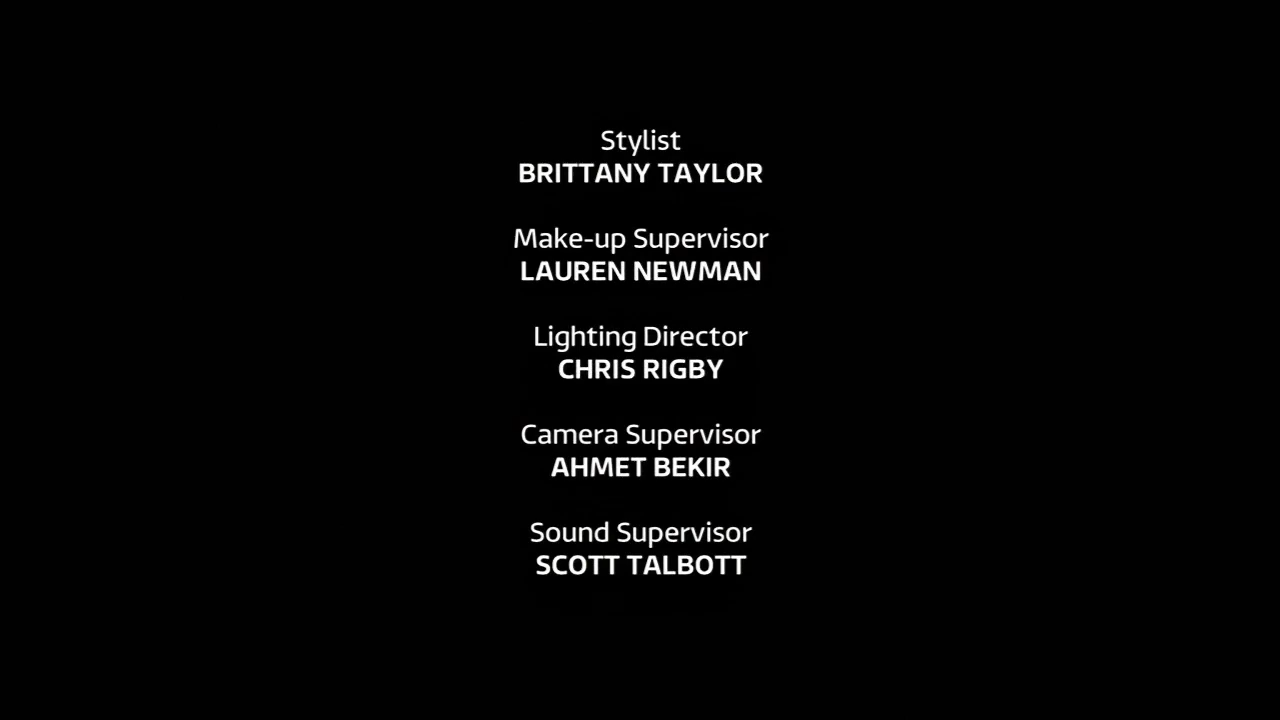 Stylist
BRITTANY TAYLOR
Make-up Supervisor
LAUREN NEWMAN
Lighting Director
CHRIS RIGBY
Camera Supervisor
AHMET BEKIR
Sound Supervisor
SCOTT TALBOTT